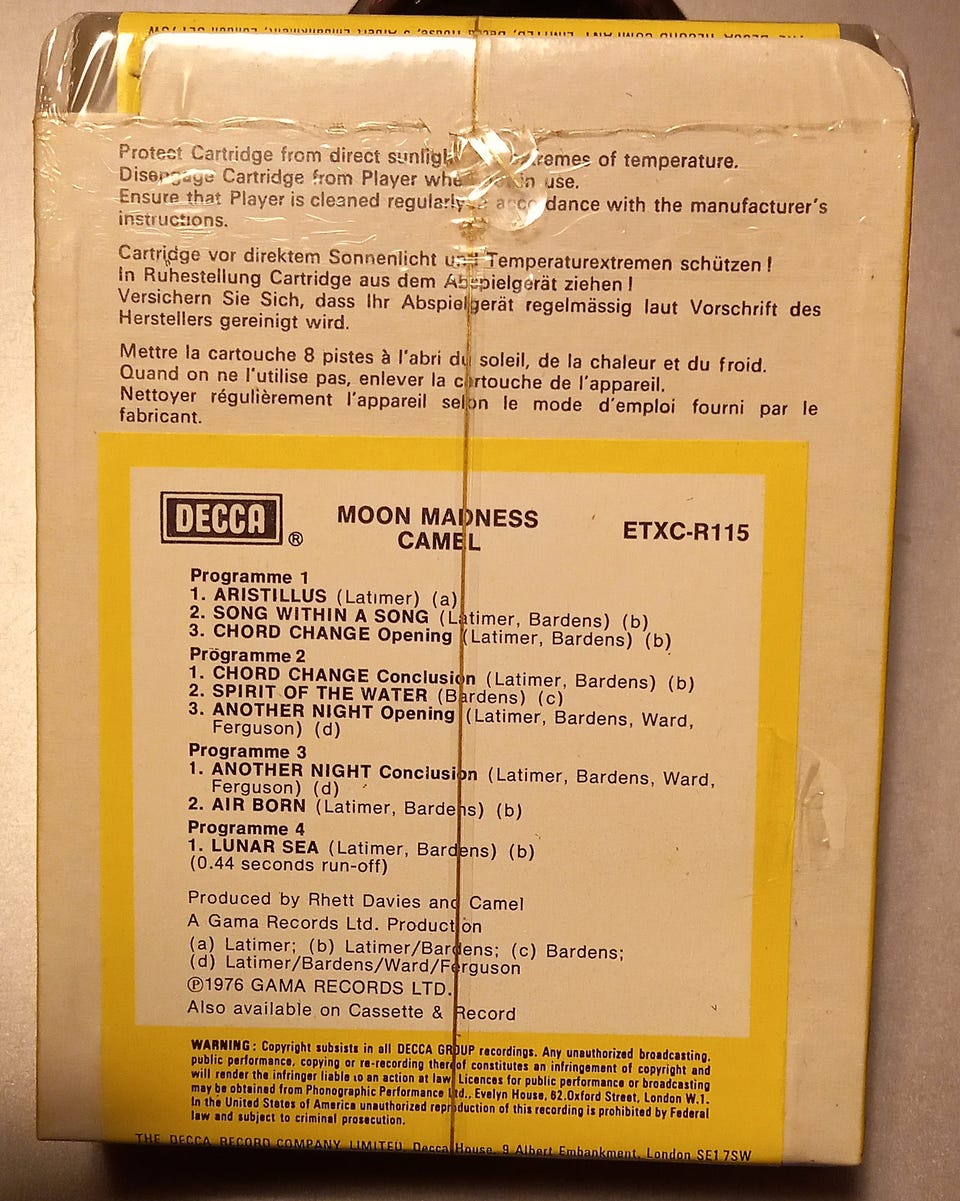 Protect Cartridge from direct sunligh remes of temperature.
Disengage Cartridge from Player whe in use.
Ensure that Player is cleaned regularly acco dance with the manufacturer's
instructions.
Cartridge vor direktem Sonnenlicht und Temperaturextremen schützen !
In Ruhestellung Cartridge aus dem Abspielgerät ziehen !
Versichern Sie Sich, dass Ihr Abspielgerät regelmässig laut Vorschrift des
Herstellers gereinigt wird.
Mettre la cartouche 8 pistes à l'abri du soleil, de la chaleur et du froid.
Quand on ne l'utilise pas, enlever la cartouche de l'appareil.
Nettoyer régulièrement l'appareil selon le mode d'emploi fourni par le
fabricant.
DECCA ®
MOON MADNESS
CAMEL
ETXC-R115
Programme 1
1. ARISTILLUS (Latimer) (a)
2. SONG WITHIN A SONG (Latimer, Bardens) (b)
3. CHORD CHANGE Opening (Latimer, Bardens) (b)
Programme 2
1. CHORD CHANGE Conclusion (Latimer, Bardens) (b)
2. SPIRIT OF THE WATER (Bardens) (c)
3. ANOTHER NIGHT Opening (Latimer, Bardens, Ward,
Ferguson) (d)
Programme 3
1. ANOTHER NIGHT Conclusion (Latimer, Bardens, Ward,
Ferguson) (d)
2. AIR BORN (Latimer, Bardens) (b)
Programme 4
1. LUNAR SEA (Latimer, Bardens) (b)
(0.44 seconds run-off)
Produced by Rhett Davies and Camel
A Gama Records Ltd. Production
(a) Latimer; (b) Latimer/Bardens; (c) Bardens;
(d) Latimer/Bardens/Ward/Ferguson
℗1976 GAMA RECORDS LTD.
Also available on Cassette & Record
WARNING: Copyright subsists in all DECCA GROUP recordings. Any unauthorized broadcasting,
public performance, copying or re-recording thereof constitutes an infringement of copyright and
will render the infringer liable to an action at law. Licences for public performance or broadcasting
may be obtained from Phonographic Performance Ltd., Evelyn House, 62.Oxford Street, London W.1.
In the United States of America unauthorized reproduction of this recording is prohibited by Federal
law and subject to criminal prosecution.
THE DECCA RECORD COMPANY LIMITED, Decca House, 9 Albert Embankment, London SE1 7SW